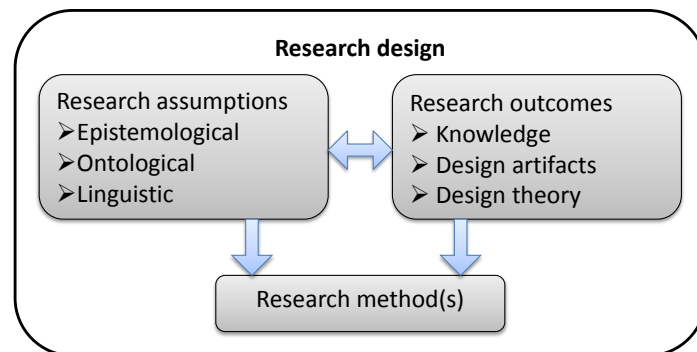 Research design
Research assumptions
➢Epistemological
➢Ontological
➢Linguistic
Research outcomes
➢ Knowledge
➢ Design artifacts
➢ Design theory
Research method(s)